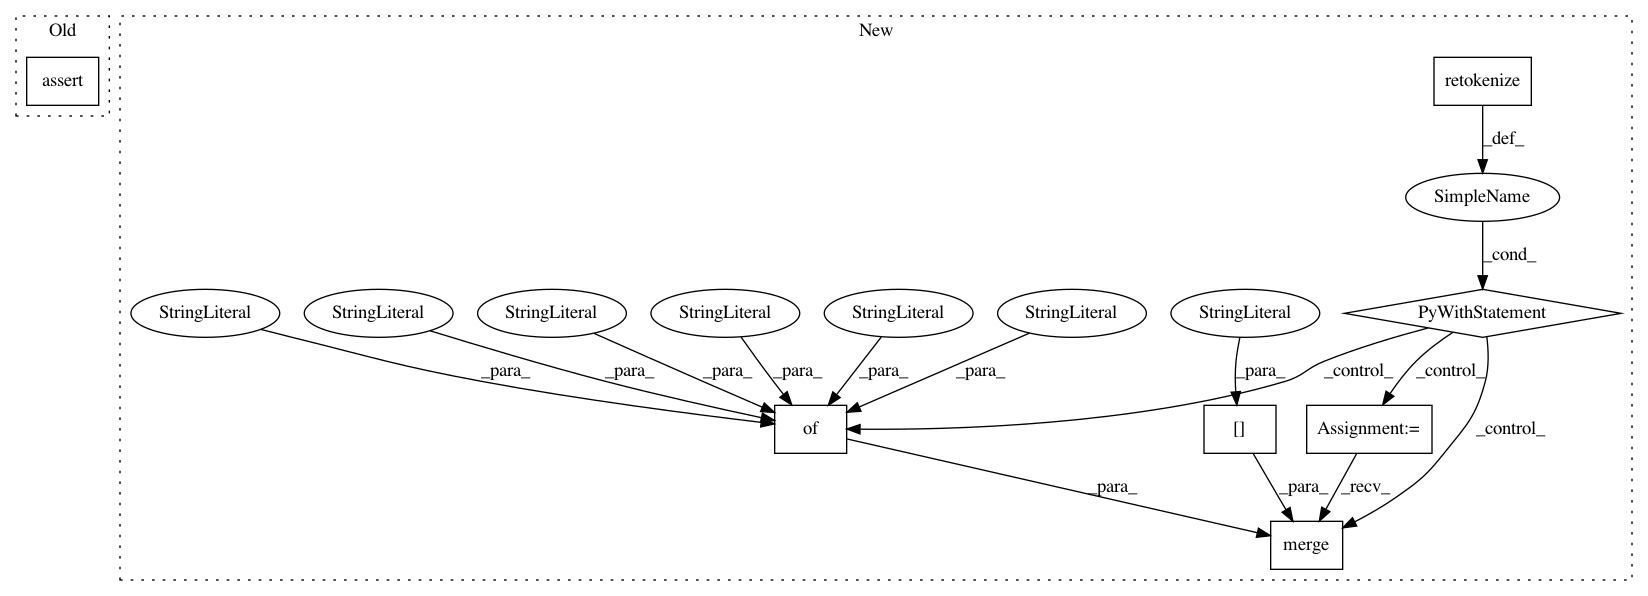 Old
New
assert
retokenize
_def_
SimpleName
_cond_
StringLiteral
StringLiteral
StringLiteral
StringLiteral
StringLiteral
StringLiteral
StringLiteral
PyWithStatement
_para_
_para_
_para_
_para_
_para_
_para_
_para_
_control_
_control_
_control_
of
[]
Assignment:=
_para_
_para_
_recv_
merge